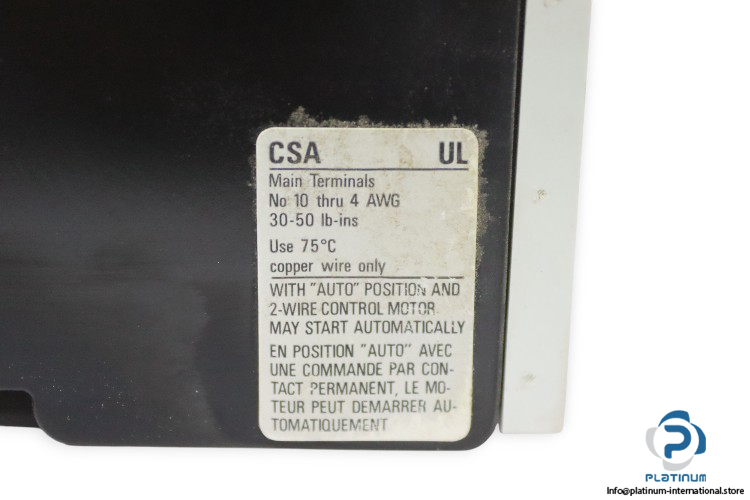 CSA UL
Main Terminals
No 10 thru 4 AWG
30-50 lb-ins
Use 75°C
copper wire only
WITH "AUTO" POSITION AND
2-WIRE CONTROL MOTOR
MAY START AUTOMATICALLY
EN POSITION "AUTO" AVEC
UNE COMMANDE PAR CON-
TACT PERMANENT, LE MO-
TEUR PEUT DEMARRER AU-
TOMATIQUEMENT
PLATINUM
Info@platinum-international.store